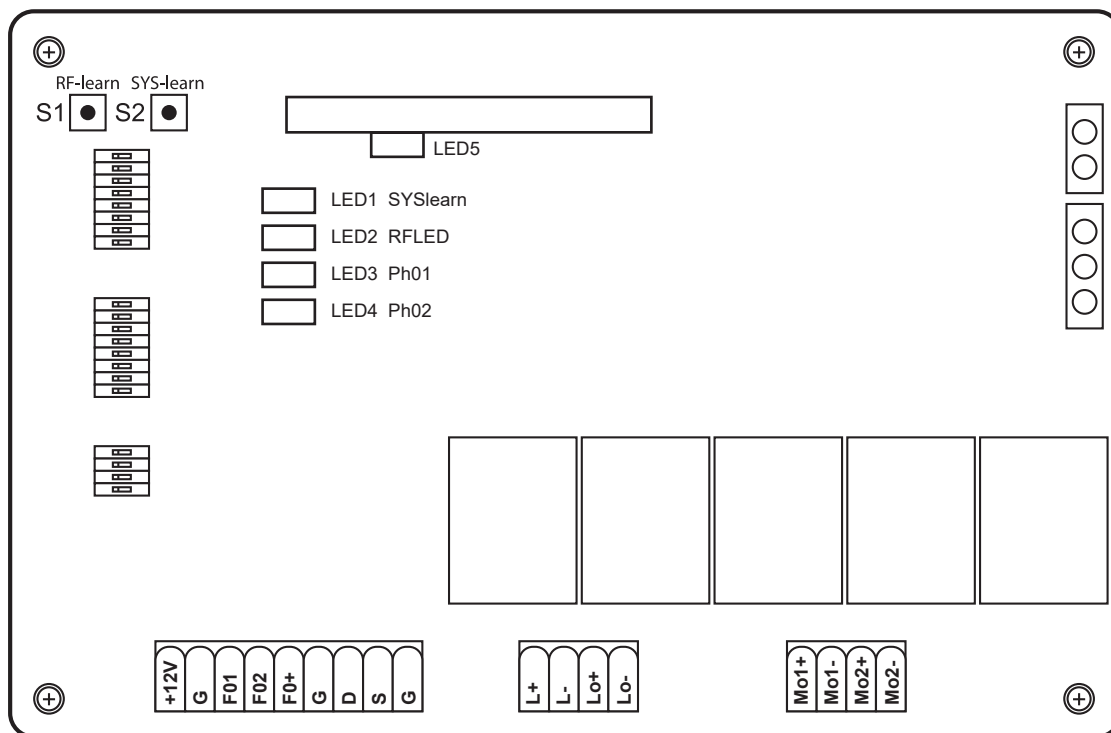 RF-learn SYS-learn
S1 S2
LED5
LED1 SYSlearn
LED2 RFLED
LED3 Ph01
LED4 Ph02
+12V G F01 F02 F0+ G D S G
L+ L- Lo+ Lo-
Mo1+ Mo1- Mo2+ Mo2-